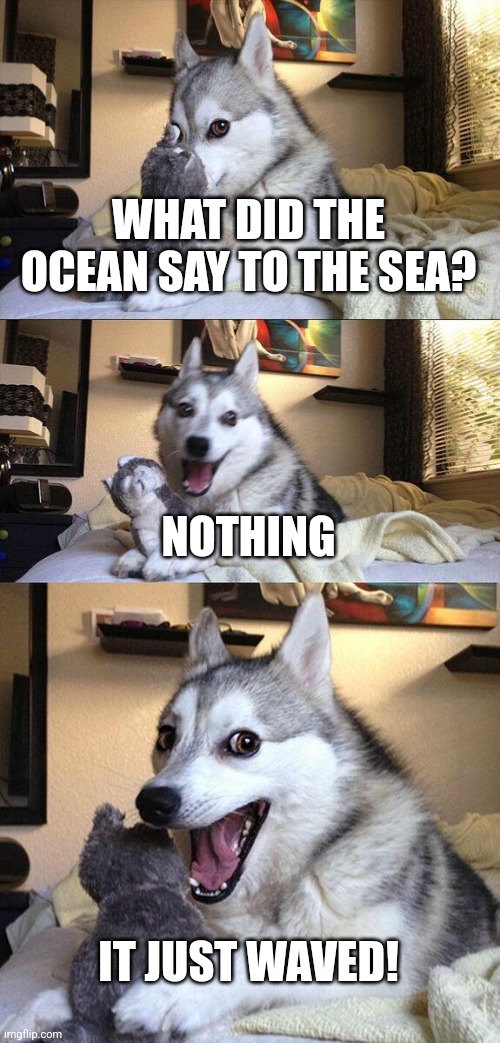 WHAT DID THE
OCEAN SAY TO THE SEA?
NOTHING
IT JUST WAVED!
imgflip.com